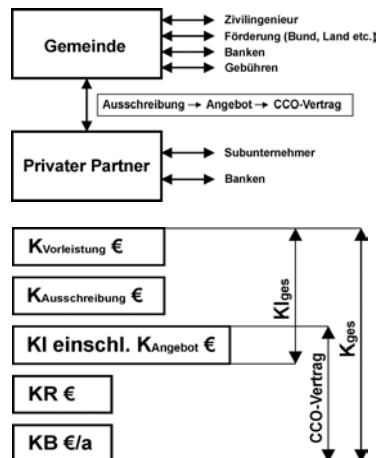 Gemeinde
Zivilingenieur
Förderung (Bund, Land etc.)
Banken
Gebühren
Ausschreibung → Angebot → CCO-Vertrag
Privater Partner
Subunternehmer
Banken
KVorleistung €
KAusschreibung €
KI einschl. KAngebot €
KR €
KB €/a
KIges
CCO-Vertrag
Kges